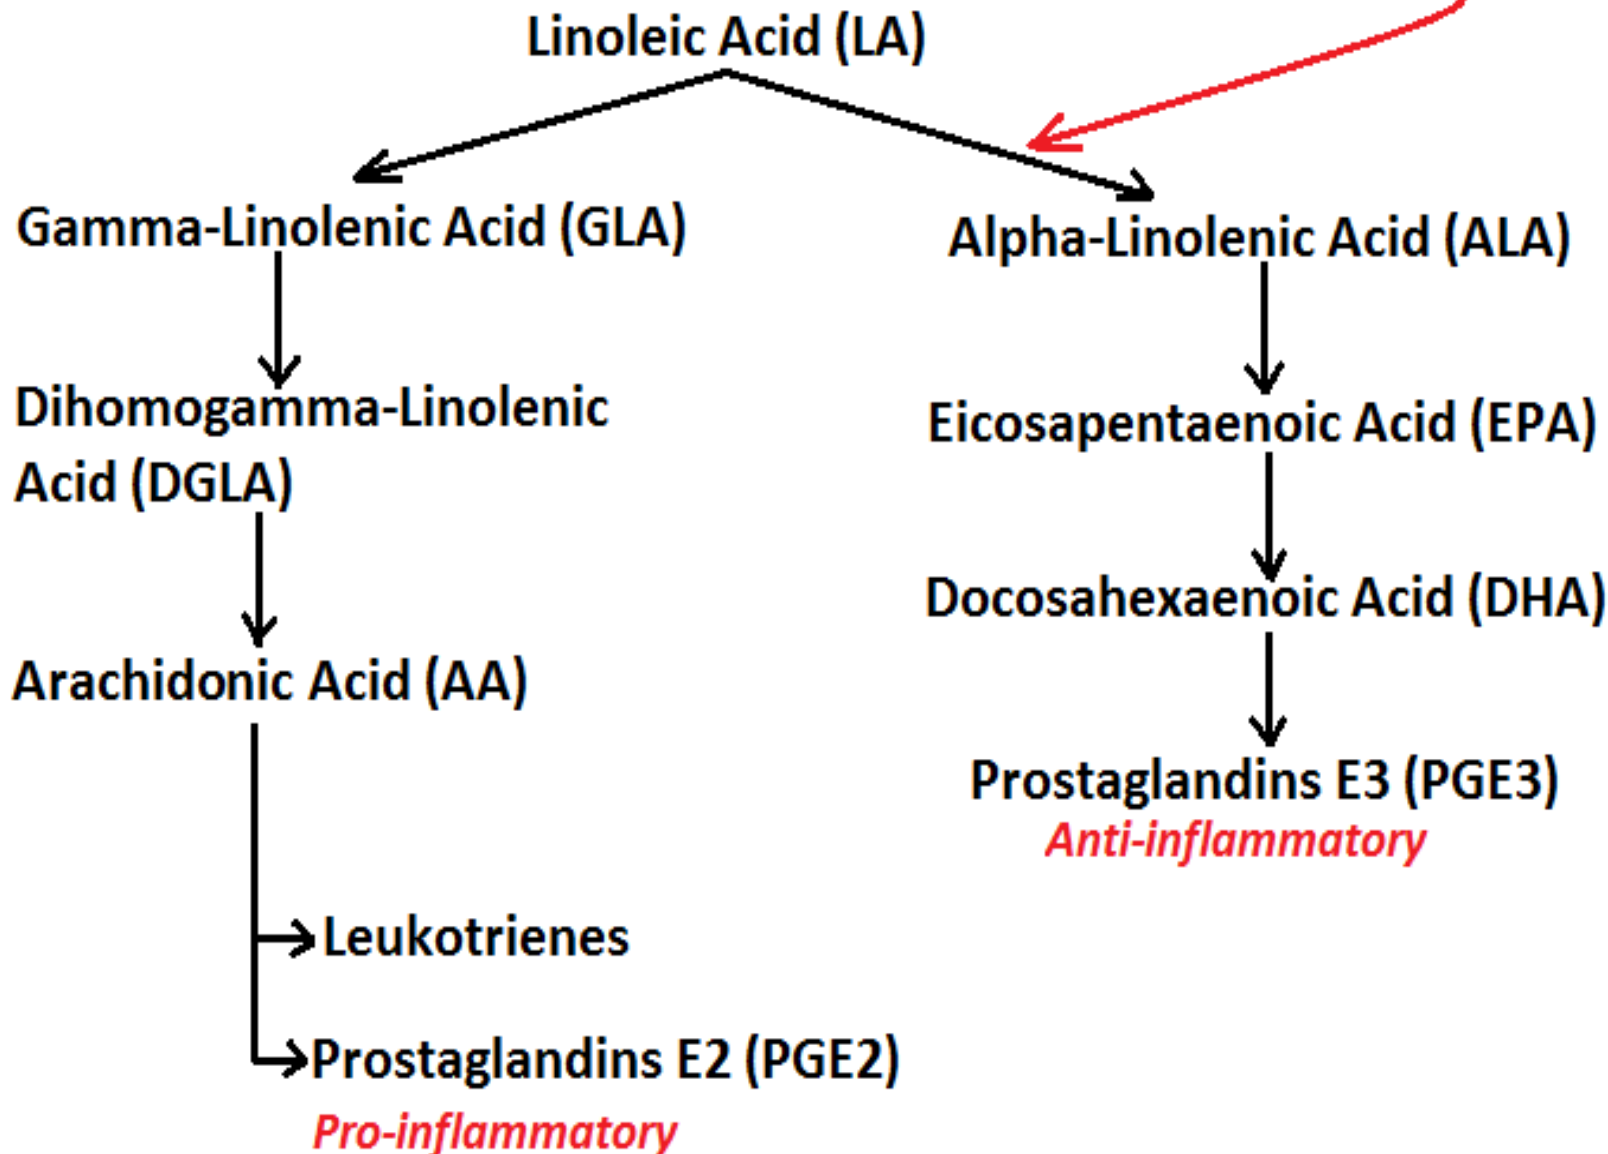 Linoleic Acid (LA)
Gamma-Linolenic Acid (GLA)
Alpha-Linolenic Acid (ALA)
Dihomogamma-Linolenic
Acid (DGLA)
Eicosapentaenoic Acid (EPA)
Docosahexaenoic Acid (DHA)
Arachidonic Acid (AA)
Prostaglandins E3 (PGE3)
Anti-inflammatory
Leukotrienes
Prostaglandins E2 (PGE2)
Pro-inflammatory